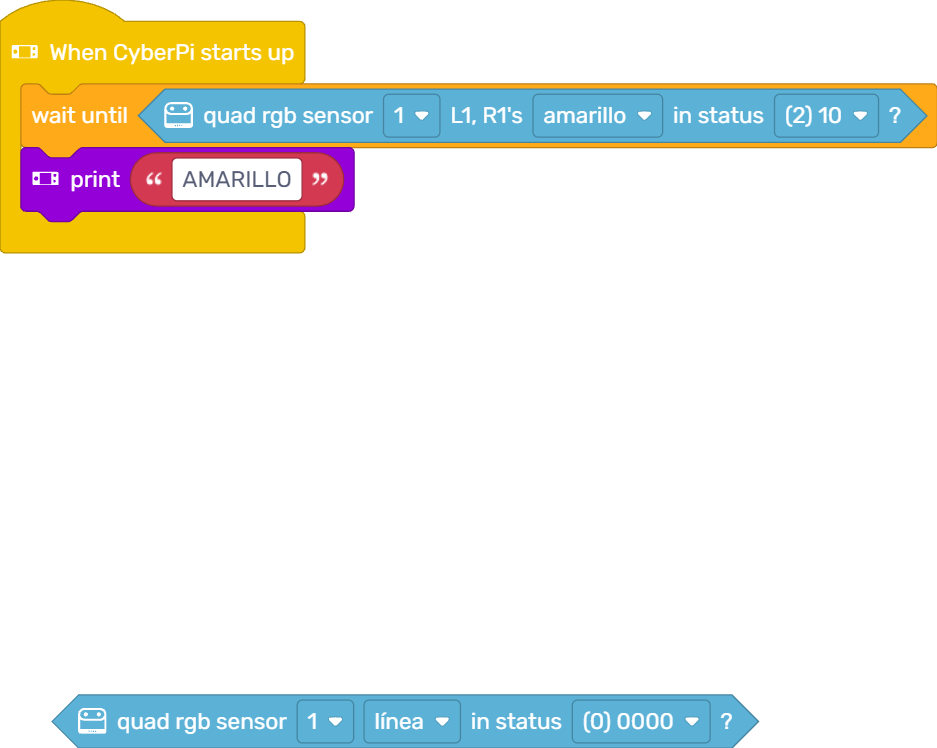 When CyberPi starts up
wait until quad rgb sensor 1 L1, R1's amarillo in status (2) 10 ?
print “ AMARILLO ”
quad rgb sensor 1 línea in status (0) 0000 ?